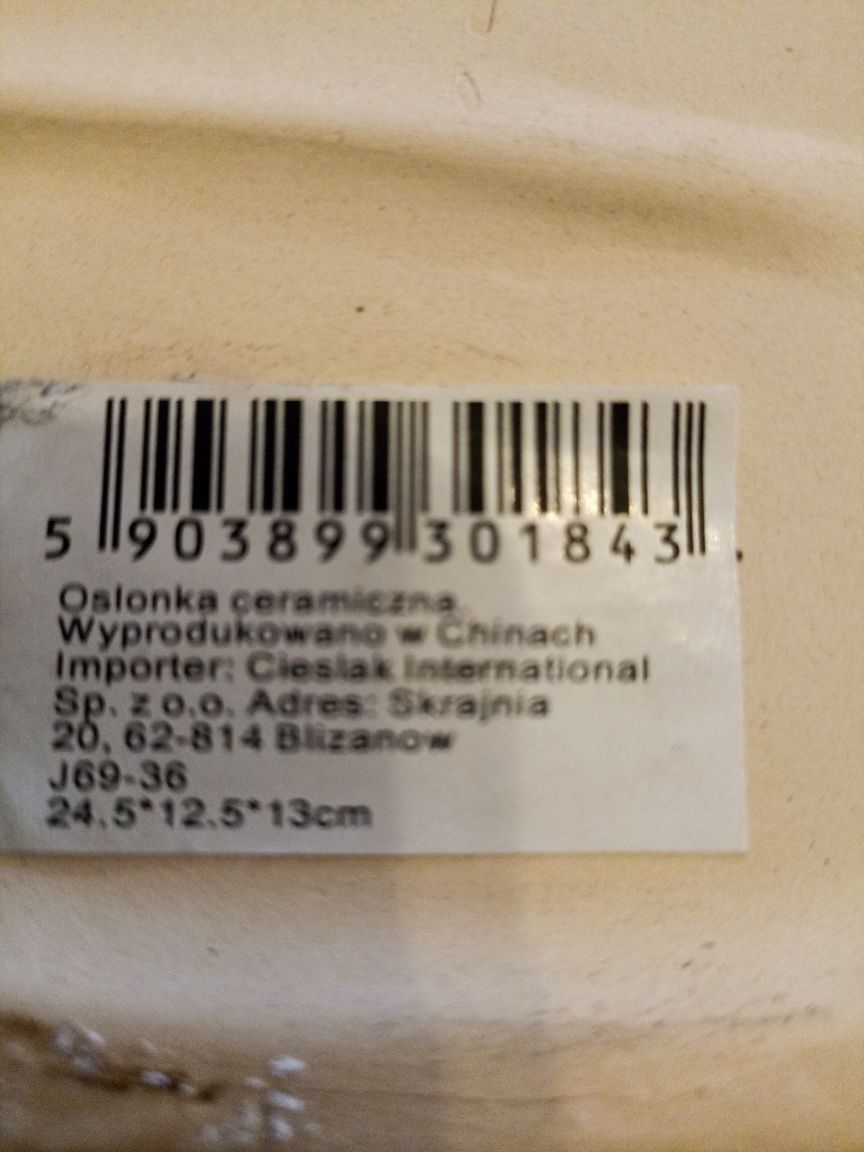 5 903899 301843
Oslonka ceramiczna.
Wyprodukowano w Chinach
Importer: Cieslak International
Sp. z o.o. Adres: Skrajnia
20, 62-814 Blizanow
J69-36
24.5*12.5*13cm